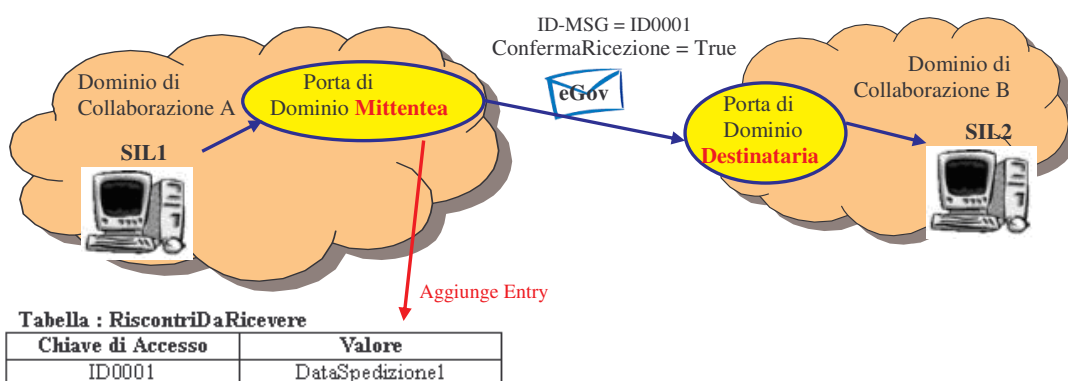 ID-MSG = ID0001
ConfermaRicezione = True
Dominio di
Collaborazione A
Porta di
Dominio Mittentea
eGov
Porta di
Dominio
Destinataria
Dominio di
Collaborazione B
SIL1
SIL2
Aggiunge Entry
Tabella : RiscontriDaRicevere
Chiave di Accesso Valore
ID0001 DataSpedizione1